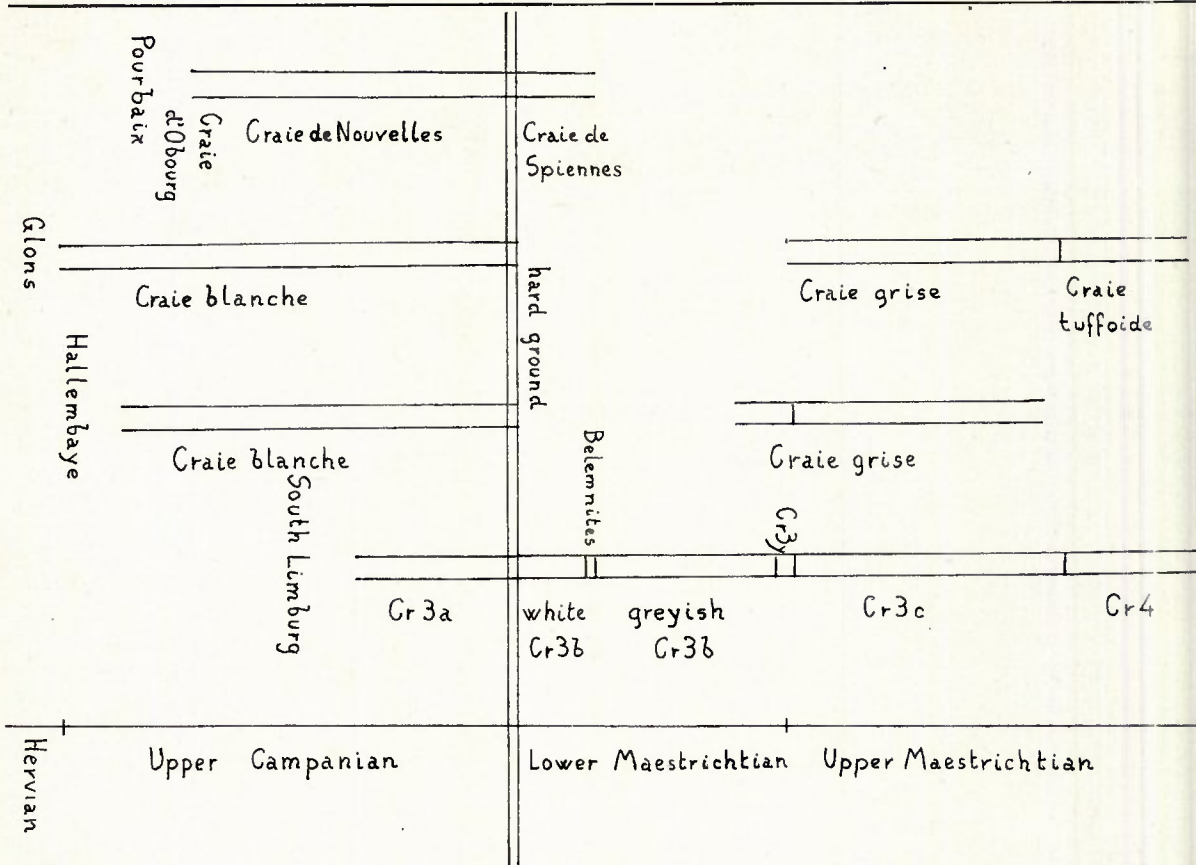 Pourbaix
Craie
d'Obourg
Craie de Nouvelles
Craie de
Spiennes
Glons
Craie blanche
hard ground
Craie grise
Craie
tuffoide
Hallembaye
Craie blanche
Craie grise
South Limburg
Belemnites
Cr3γ
Cr3a
white
Cr3b
greyish
Cr3b
Cr3c
Cr4
Hervian
Upper Campanian
Lower Maestrichtian
Upper Maestrichtian